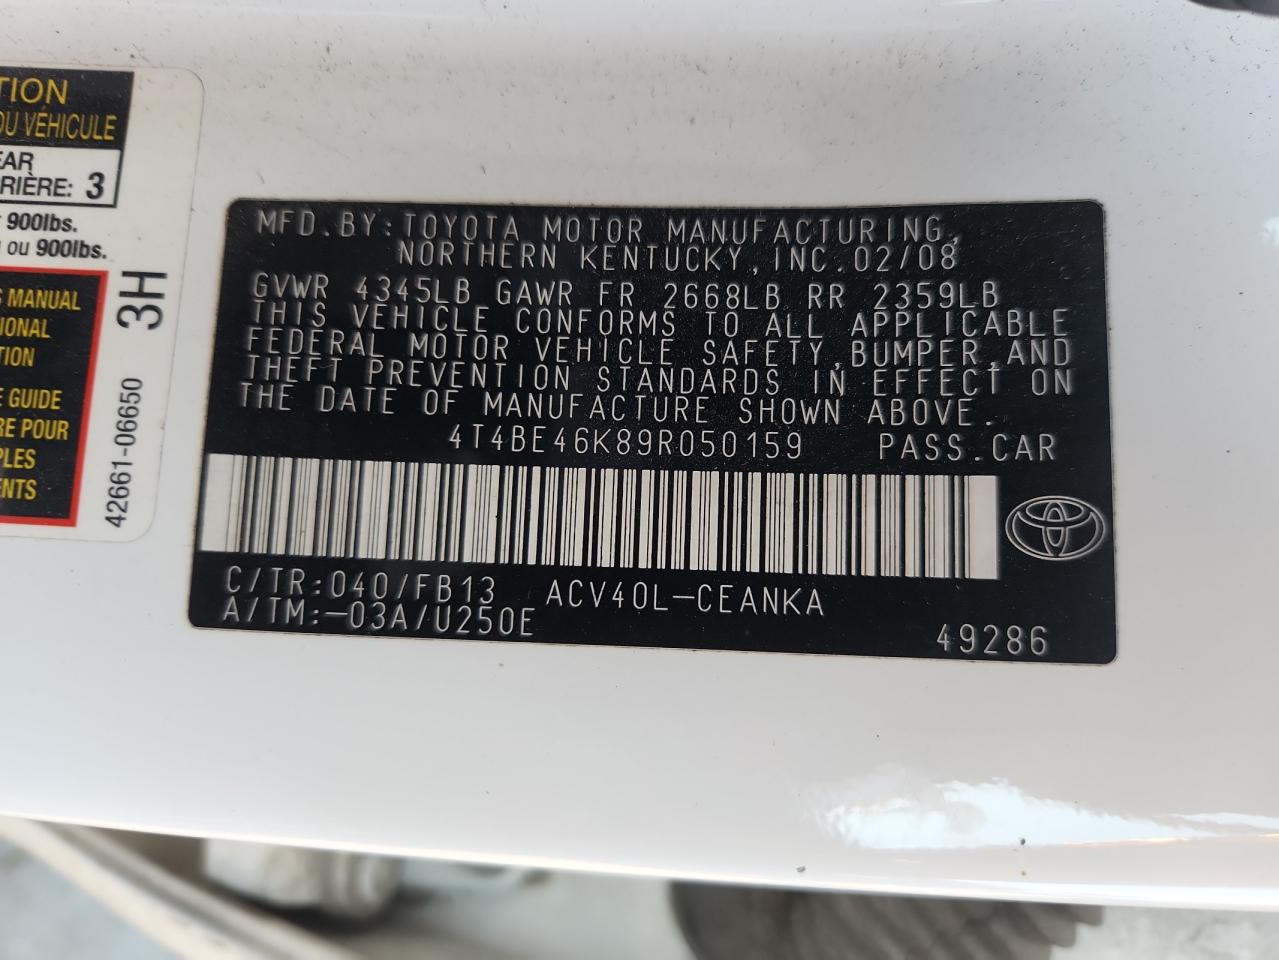 TION
OU VÉHICULE
EAR
RIÈRE: 3
900lbs.
ou 900lbs.
S MANUAL
IONAL
TION
E GUIDE
RE POUR
PLES
ENTS
42661-06650 3H
MFD.BY:TOYOTA MOTOR MANUFACTURING,
NORTHERN KENTUCKY,INC.02/08
GVWR 4345LB GAWR FR 2668LB RR 2359LB
THIS VEHICLE CONFORMS TO ALL APPLICABLE
FEDERAL MOTOR VEHICLE SAFETY,BUMPER,AND
THEFT PREVENTION STANDARDS IN EFFECT ON
THE DATE OF MANUFACTURE SHOWN ABOVE.
4T4BE46K89R050159 PASS.CAR
C/TR:040/FB13 ACV40L-CEANKA
A/TM:-03A/U250E
49286